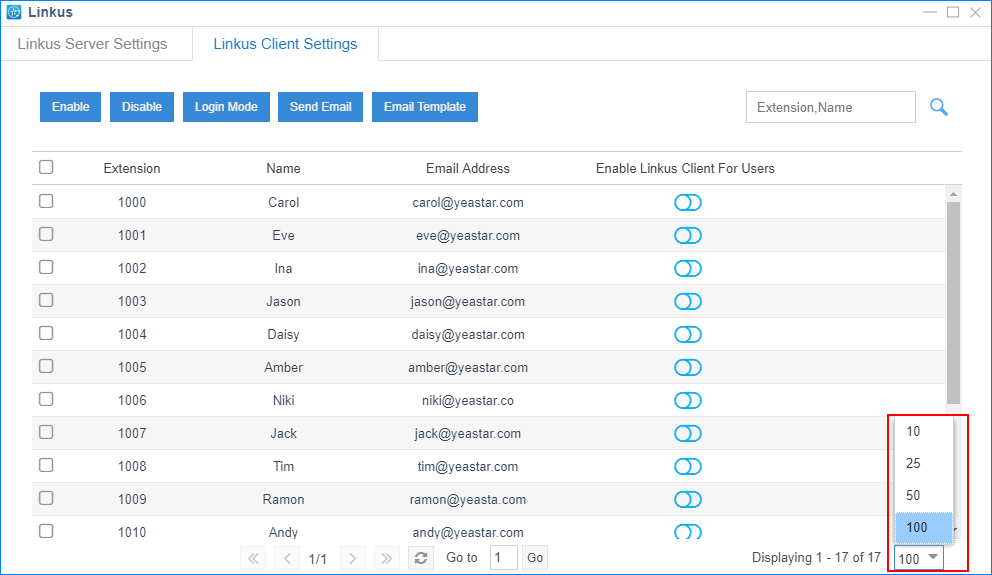 Linkus
Linkus Server Settings Linkus Client Settings
Enable Disable Login Mode Send Email Email Template Extension,Name
Extension Name Email Address Enable Linkus Client For Users
1000 Carol carol@yeastar.com
1001 Eve eve@yeastar.com
1002 Ina ina@yeastar.com
1003 Jason jason@yeastar.com
1004 Daisy daisy@yeastar.com
1005 Amber amber@yeastar.com
1006 Niki niki@yeastar.co
1007 Jack jack@yeastar.com
1008 Tim tim@yeastar.com
1009 Ramon ramon@yeasta.com
1010 Andy andy@yeastar.com
10
25
50
100
1/1 Go to 1 Go Displaying 1 - 17 of 17 100